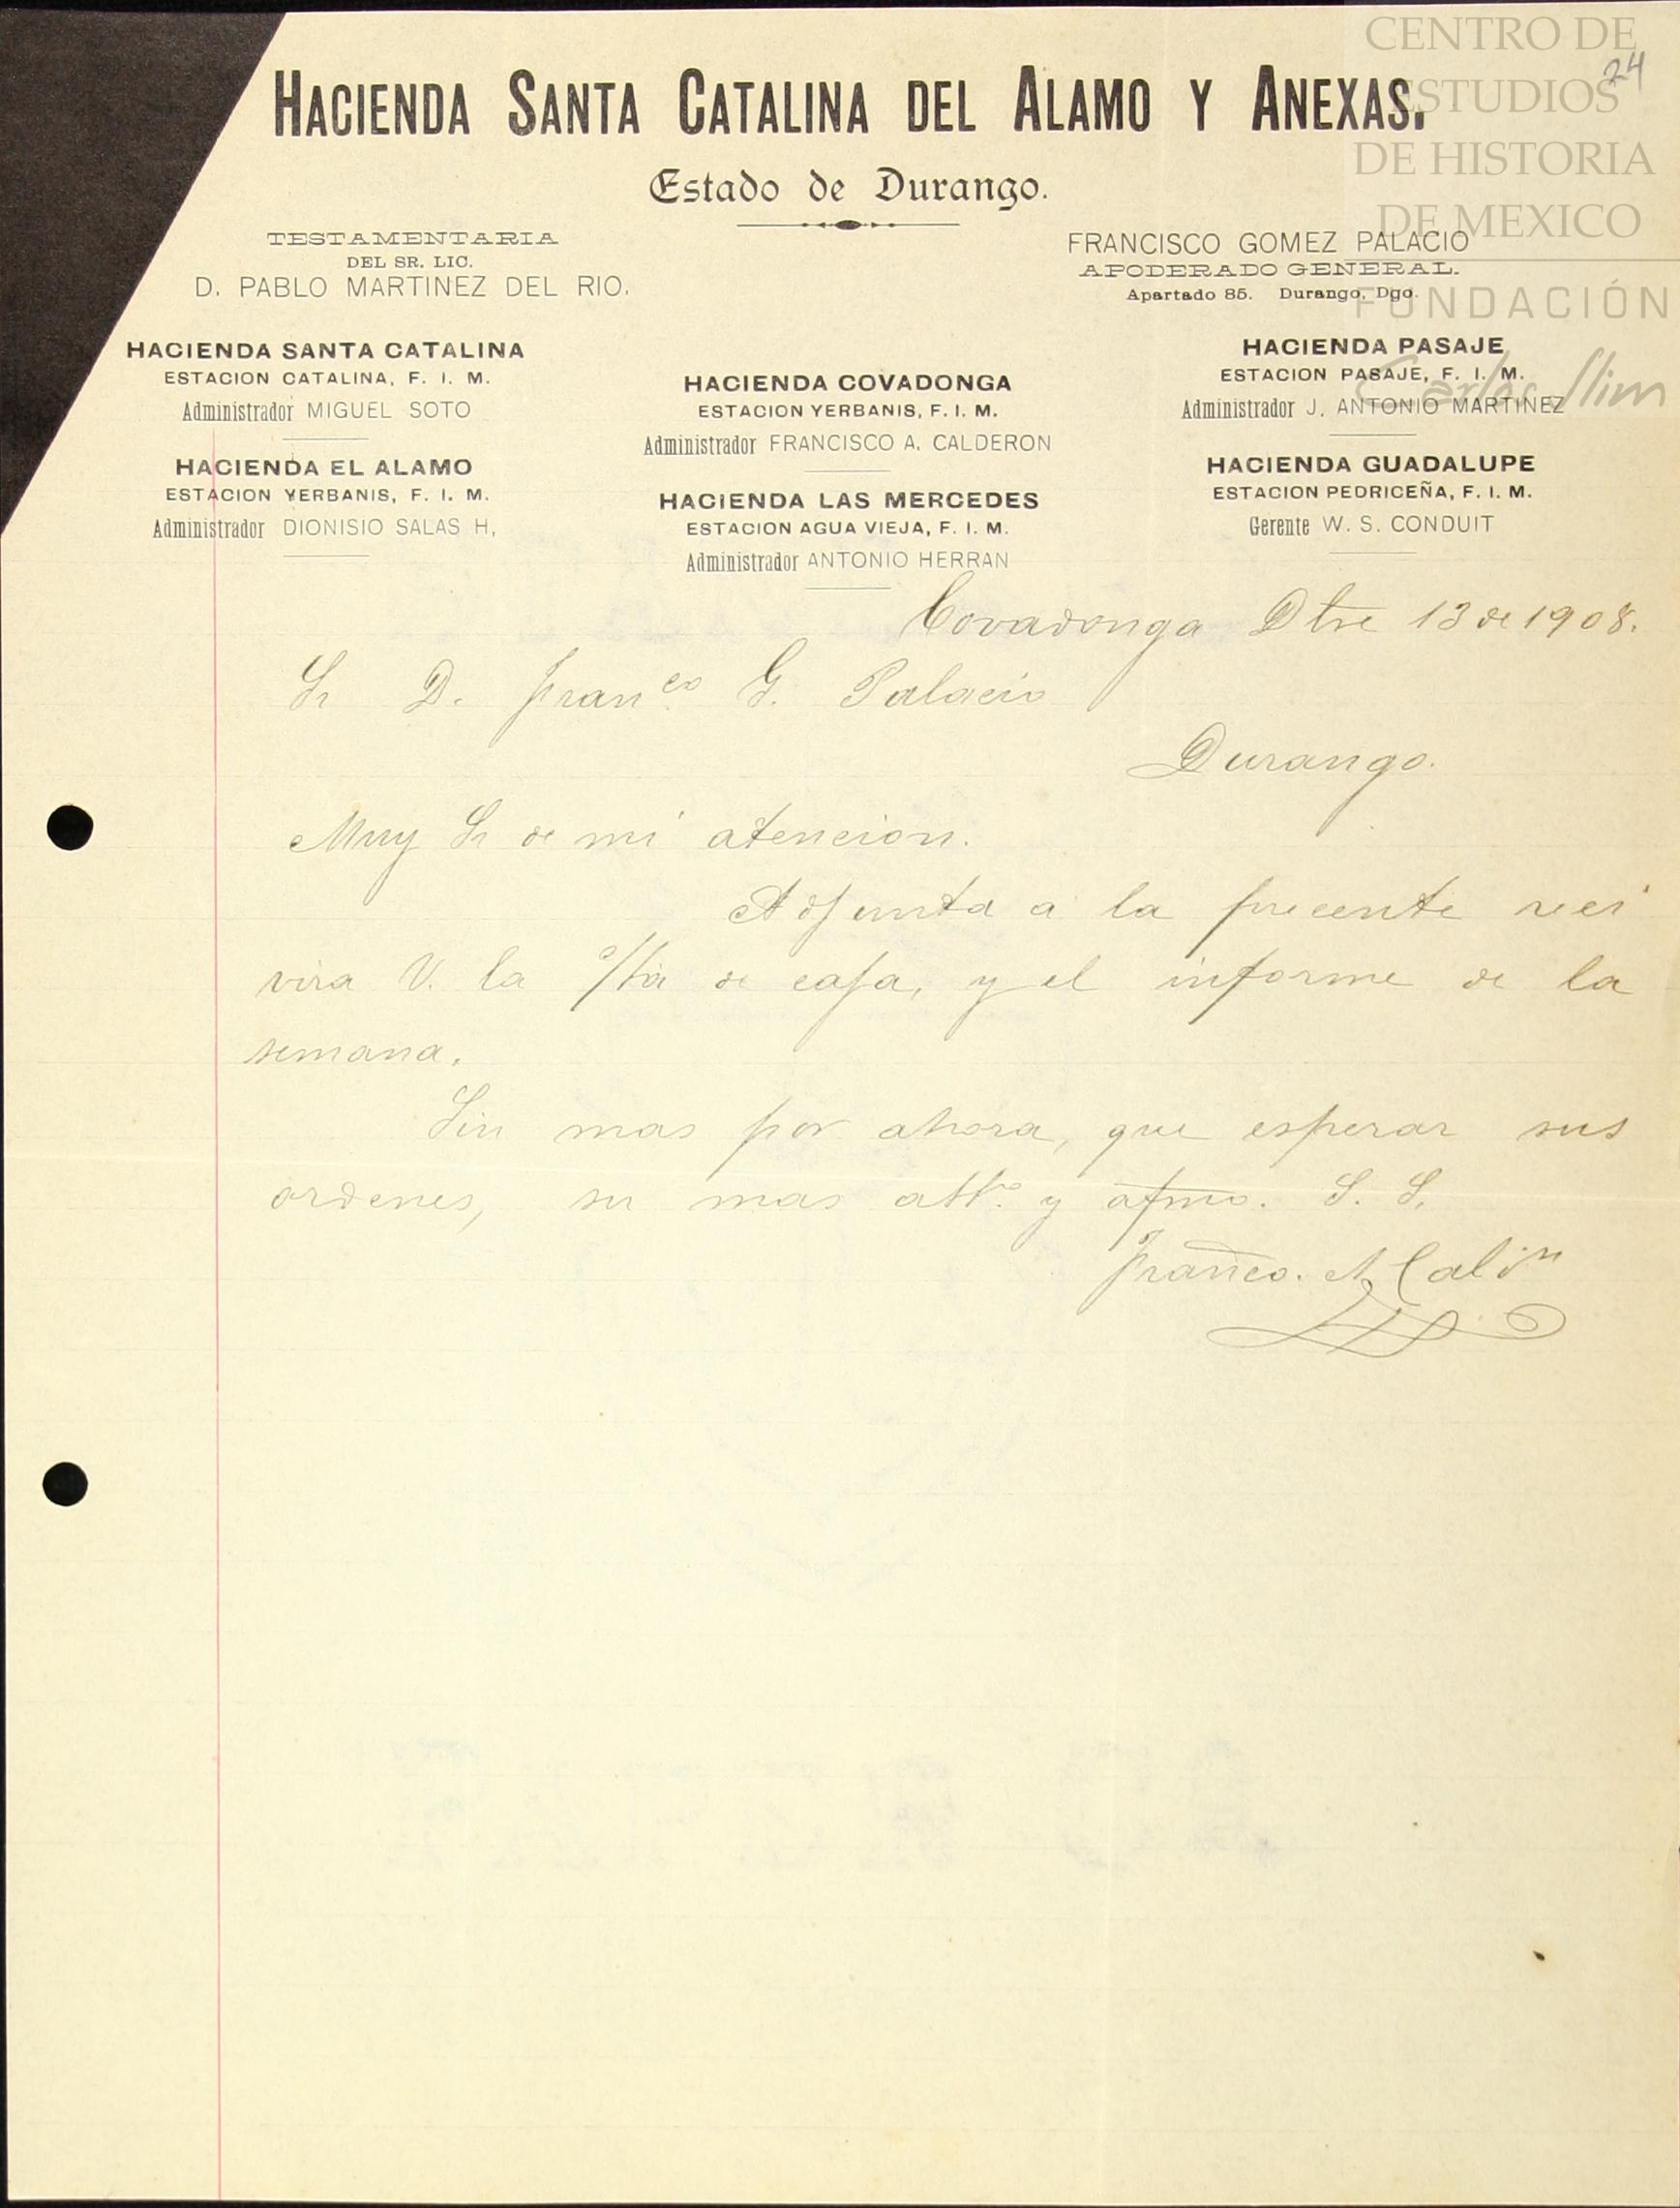 CENTRO DE
ESTUDIOS
DE HISTORIA
DE MEXICO
FUNDACIÓN
Carlos Slim
24
HACIENDA SANTA CATALINA DEL ALAMO Y ANEXAS.
Estado de Durango.
TESTAMENTARIA
DEL SR. LIC.
D. PABLO MARTINEZ DEL RIO.
FRANCISCO GOMEZ PALACIO
APODERADO GENERAL.
Apartado 85. Durango, Dgo.
HACIENDA SANTA CATALINA
ESTACION CATALINA, F. I. M.
Administrador MIGUEL SOTO
HACIENDA EL ALAMO
ESTACION YERBANIS, F. I. M.
Administrador DIONISIO SALAS H,
HACIENDA COVADONGA
ESTACION YERBANIS, F. I. M.
Administrador FRANCISCO A. CALDERON
HACIENDA LAS MERCEDES
ESTACION AGUA VIEJA, F. I. M.
Administrador ANTONIO HERRAN
HACIENDA PASAJE
ESTACION PASAJE, F. I. M.
Administrador J. ANTONIO MARTINEZ
HACIENDA GUADALUPE
ESTACION PEDRICEÑA, F. I. M.
Gerente W. S. CONDUIT
Covadonga Dbre 13 de 1908.
Sr D. Franco G. Palacio
Durango.
Muy Sr de mi atencion.
Adjunta a la precente reci
vira V. la c/ta de caja, y el informe de la
semana.
Sin mas por ahora, que esperar sus
ordenes, su mas atto. y afmo. S. S.
Franco. A Calon